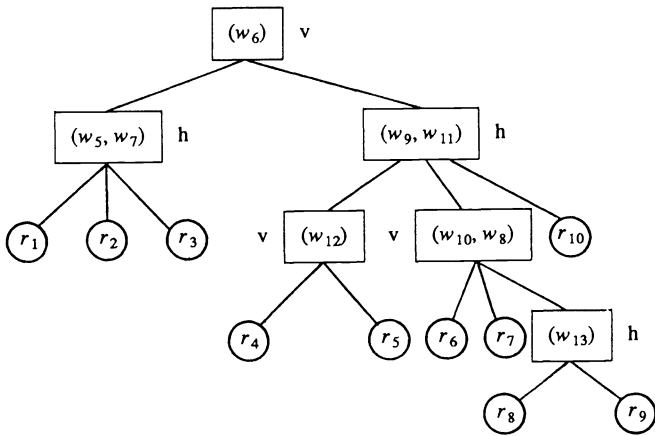 (w₆) v
(w₅, w₇) h (w₉, w₁₁) h
r₁ r₂ r₃ v (w₁₂) v (w₁₀, w₈) r₁₀
r₄ r₅ r₆ r₇ (w₁₃) h
r₈ r₉